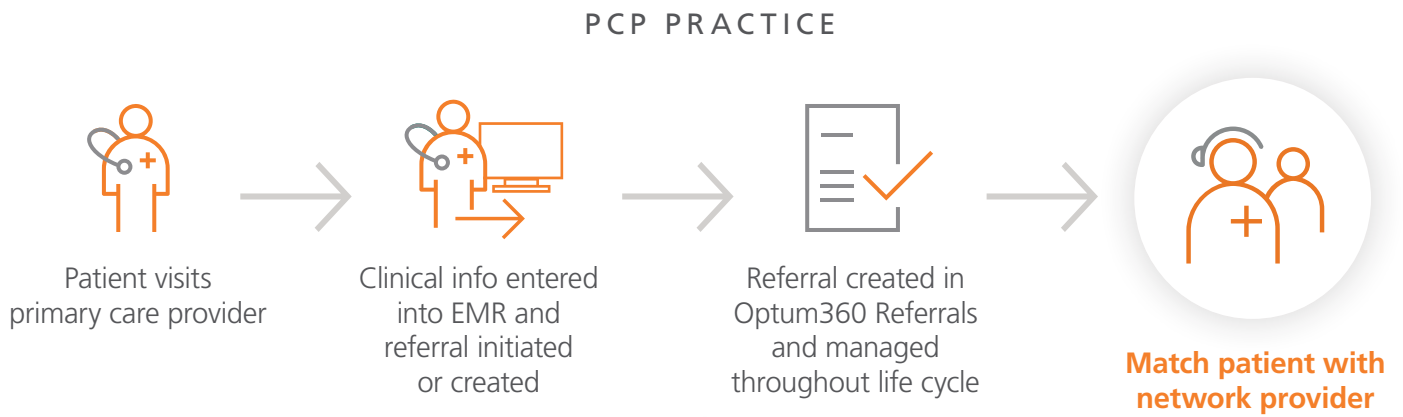 PCP PRACTICE
Patient visits
primary care provider
Clinical info entered
into EMR and
referral initiated
or created
Referral created in
Optum360 Referrals
and managed
throughout life cycle
Match patient with
network provider